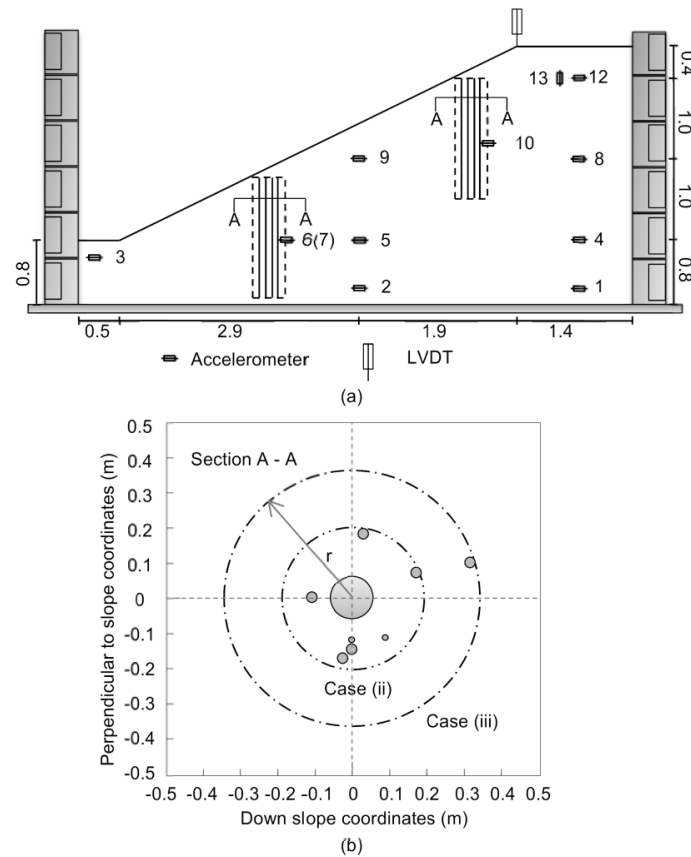 0.4
13 12
A A 10
1.0
9 8
A A
1.0
6(7) 5 4
3
0.8
2 1
0.8
0.5 2.9 1.9 1.4
Accelerometer LVDT
(a)
Perpendicular to slope coordinates (m)
0.5
0.4
Section A - A
0.3
0.2
r
0.1
0
-0.1
-0.2
Case (ii)
-0.3
Case (iii)
-0.4
-0.5
-0.5 -0.4 -0.3 -0.2 -0.1 0 0.1 0.2 0.3 0.4 0.5
Down slope coordinates (m)
(b)